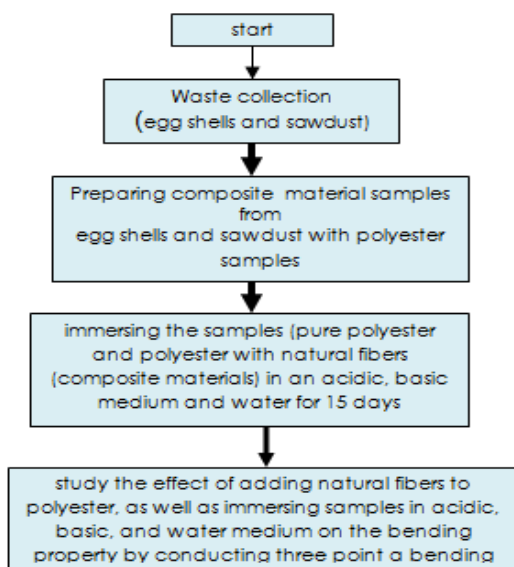 start
Waste collection
(egg shells and sawdust)
Preparing composite material samples
from
egg shells and sawdust with polyester
samples
immersing the samples (pure polyester
and polyester with natural fibers
(composite materials) in an acidic, basic
medium and water for 15 days
study the effect of adding natural fibers to
polyester, as well as immersing samples in acidic,
basic, and water medium on the bending
property by conducting three point a bending